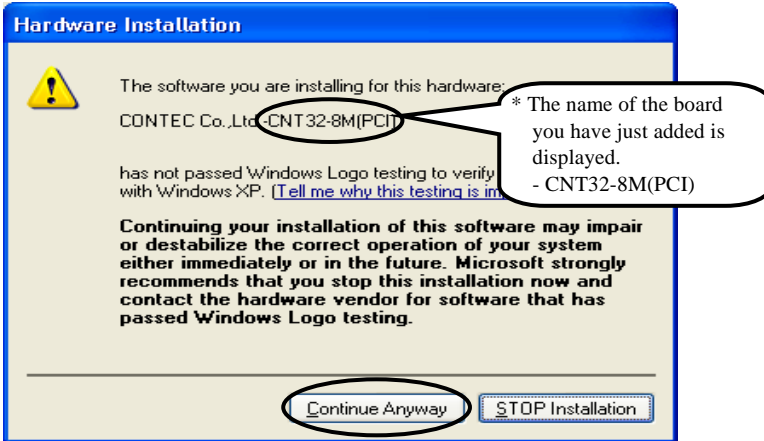 Hardware Installation
The software you are installing for this hardware:
CONTEC Co.,Ltd.-CNT32-8M(PCI)
* The name of the board
you have just added is
displayed.
- CNT32-8M(PCI)
has not passed Windows Logo testing to verify
with Windows XP. (Tell me why this testing is
Continuing your installation of this software may impair
or destabilize the correct operation of your system
either immediately or in the future. Microsoft strongly
recommends that you stop this installation now and
contact the hardware vendor for software that has
passed Windows Logo testing.
Continue Anyway
STOP Installation